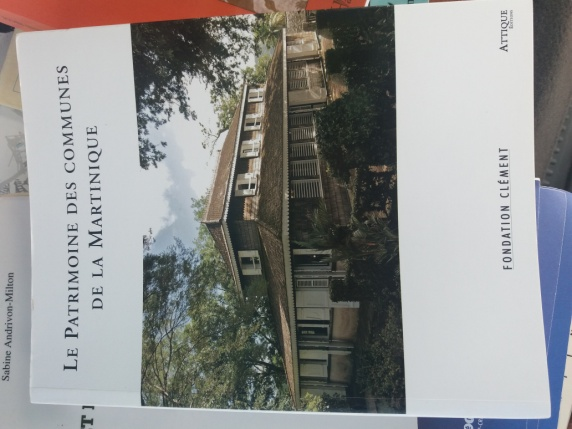 LE PATRIMOINE DES COMMUNES
DE LA MARTINIQUE
FONDATION CLÉMENT
ATTIQUE
Sabine Andrivon-Milton